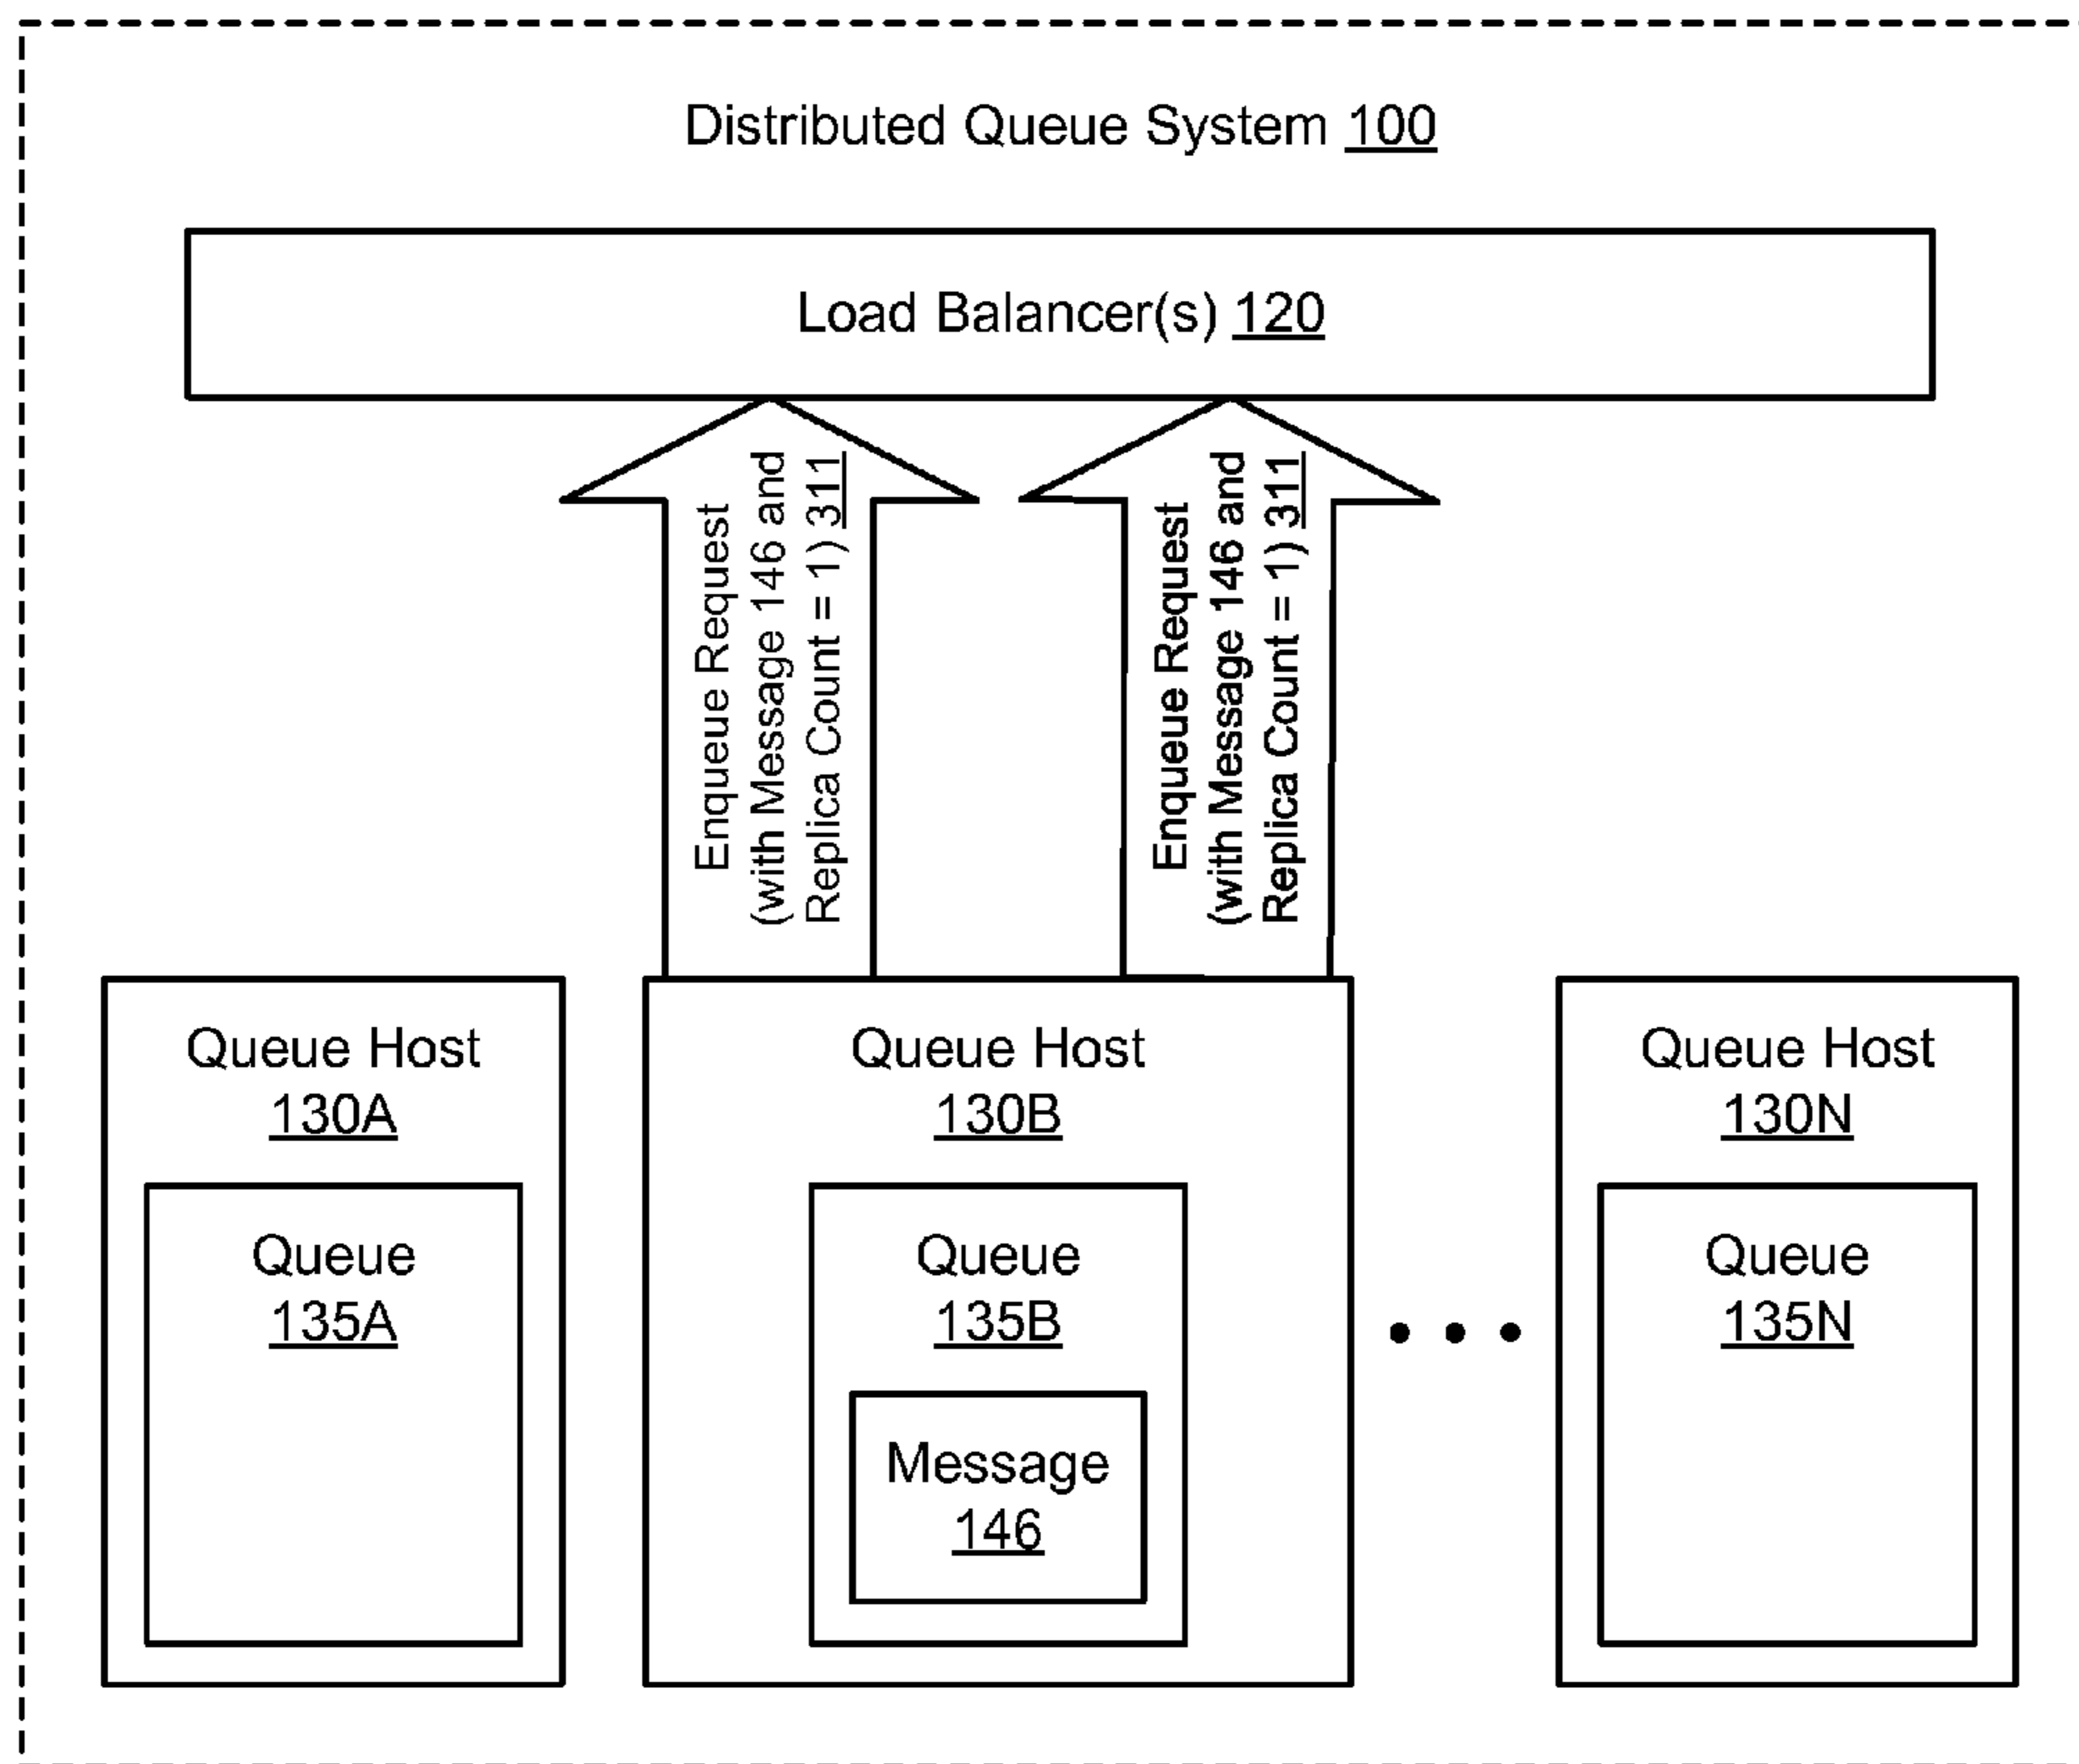 Distributed Queue System 100
Load Balancer(s) 120
Enqueue Request
(with Message 146 and
Replica Count = 1) 311
Enqueue Request
(with Message 146 and
Replica Count = 1) 311
Queue Host
130A
Queue
135A
Queue Host
130B
Queue
135B
Message
146
Queue Host
130N
Queue
135N